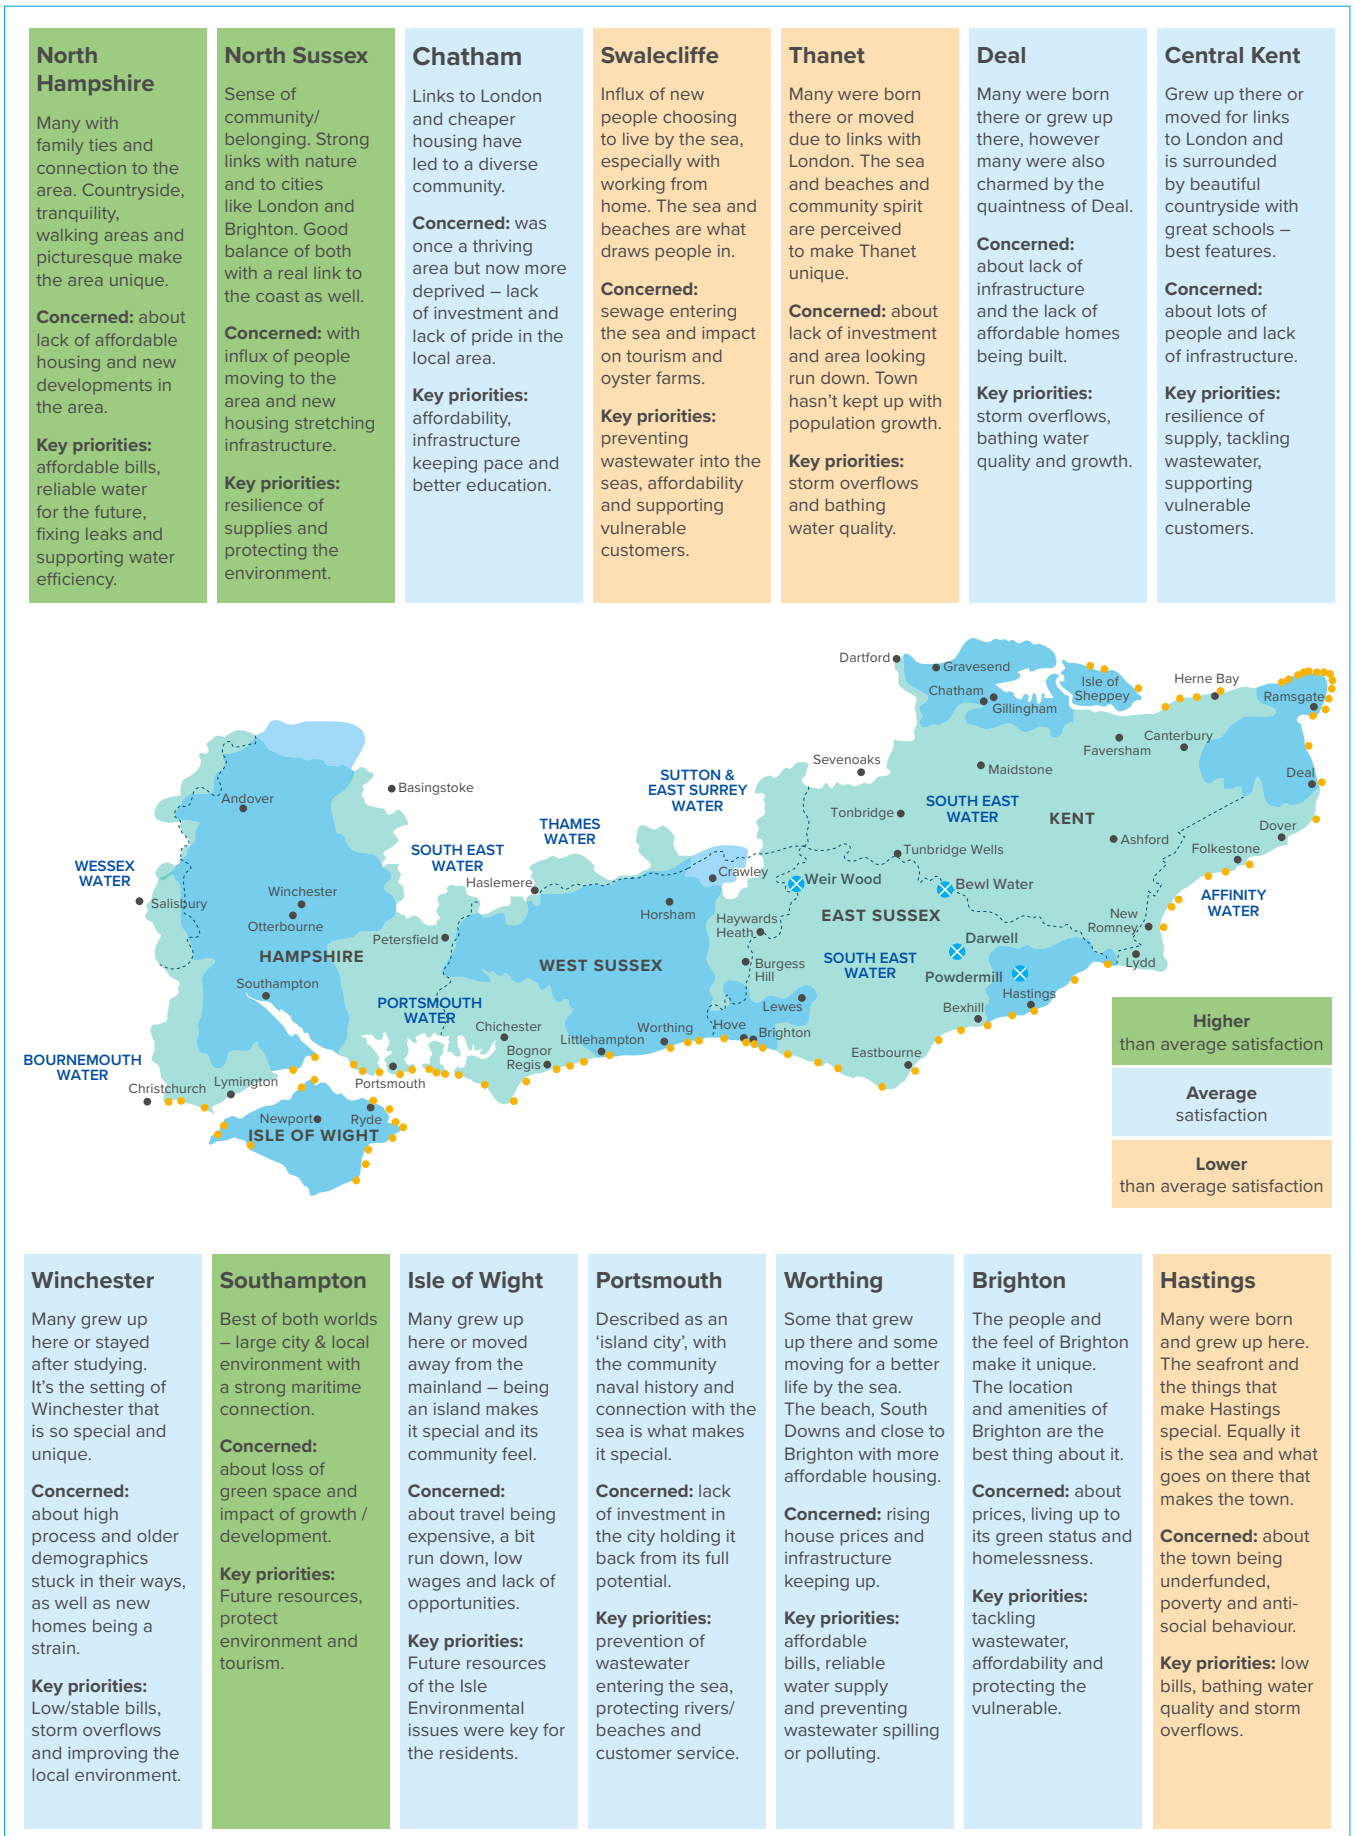 North
Hampshire
Many with
family ties and
connection to the
area. Countryside,
tranquility,
walking areas and
picturesque make
the area unique.
Concerned: about
lack of affordable
housing and new
developments in
the area.
Key priorities:
affordable bills,
reliable water
for the future,
fixing leaks and
supporting water
efficiency.
North Sussex
Sense of
community/
belonging. Strong
links with nature
and to cities
like London and
Brighton. Good
balance of both
with a real link to
the coast as well.
Concerned: with
influx of people
moving to the
area and new
housing stretching
infrastructure.
Key priorities:
resilience of
supplies and
protecting the
environment.
Chatham
Links to London
and cheaper
housing have
led to a diverse
community.
Concerned: was
once a thriving
area but now more
deprived – lack
of investment and
lack of pride in the
local area.
Key priorities:
affordability,
infrastructure
keeping pace and
better education.
Swalecliffe
Influx of new
people choosing
to live by the sea,
especially with
working from
home. The sea and
beaches are what
draws people in.
Concerned:
sewage entering
the sea and impact
on tourism and
oyster farms.
Key priorities:
preventing
wastewater into the
seas, affordability
and supporting
vulnerable
customers.
Thanet
Many were born
there or moved
due to links with
London. The sea
and beaches and
community spirit
are perceived
to make Thanet
unique.
Concerned: about
lack of investment
and area looking
run down. Town
hasn't kept up with
population growth.
Key priorities:
storm overflows
and bathing
water quality.
Deal
Many were born
there or grew up
there, however
many were also
charmed by the
quaintness of Deal.
Concerned:
about lack of
infrastructure
and the lack of
affordable homes
being built.
Key priorities:
storm overflows,
bathing water
quality and growth.
Central Kent
Grew up there or
moved for links
to London and
is surrounded
by beautiful
countryside with
great schools –
best features.
Concerned:
about lots of
people and lack
of infrastructure.
Key priorities:
resilience of
supply, tackling
wastewater,
supporting
vulnerable
customers.
Dartford
Gravesend
Chatham
Gillingham
Isle of
Sheppey
Herne Bay
Ramsgate
Canterbury
Faversham
Sevenoaks
Maidstone
Deal
Basingstoke
Andover
SUTTON &
EAST SURREY
WATER
SOUTH EAST
WATER
KENT
Tonbridge
Dover
Ashford
Folkestone
THAMES
WATER
SOUTH EAST
WATER
Tunbridge Wells
WESSEX
WATER
Haslemere
Crawley
Weir Wood
Bewl Water
AFFINITY
WATER
Salisbury
Winchester
Otterbourne
Horsham
Haywards
Heath
EAST SUSSEX
New
Romney
Petersfield
HAMPSHIRE
WEST SUSSEX
Burgess
Hill
SOUTH EAST
WATER
Darwell
Powdermill
Lydd
Southampton
PORTSMOUTH
WATER
Lewes
Hastings
Bexhill
Chichester
Worthing
Hove
Brighton
Littlehampton
Bognor
Regis
Eastbourne
BOURNEMOUTH
WATER
Christchurch
Lymington
Portsmouth
Newport
Ryde
ISLE OF WIGHT
Higher
than average satisfaction
Average
satisfaction
Lower
than average satisfaction
Winchester
Many grew up
here or stayed
after studying.
It's the setting of
Winchester that
is so special and
unique.
Concerned:
about high
process and older
demographics
stuck in their ways,
as well as new
homes being a
strain.
Key priorities:
Low/stable bills,
storm overflows
and improving the
local environment.
Southampton
Best of both worlds
– large city & local
environment with
a strong maritime
connection.
Concerned:
about loss of
green space and
impact of growth /
development.
Key priorities:
Future resources,
protect
environment and
tourism.
Isle of Wight
Many grew up
here or moved
away from the
mainland – being
an island makes
it special and its
community feel.
Concerned:
about travel being
expensive, a bit
run down, low
wages and lack of
opportunities.
Key priorities:
Future resources
of the Isle
Environmental
issues were key for
the residents.
Portsmouth
Described as an
'island city', with
the community
naval history and
connection with the
sea is what makes
it special.
Concerned: lack
of investment in
the city holding it
back from its full
potential.
Key priorities:
prevention of
wastewater
entering the sea,
protecting rivers/
beaches and
customer service.
Worthing
Some that grew
up there and some
moving for a better
life by the sea.
The beach, South
Downs and close to
Brighton with more
affordable housing.
Concerned: rising
house prices and
infrastructure
keeping up.
Key priorities:
affordable
bills, reliable
water supply
and preventing
wastewater spilling
or polluting.
Brighton
The people and
the feel of Brighton
make it unique.
The location
and amenities of
Brighton are the
best thing about it.
Concerned: about
prices, living up to
its green status and
homelessness.
Key priorities:
tackling
wastewater,
affordability and
protecting the
vulnerable.
Hastings
Many were born
and grew up here.
The seafront and
the things that
make Hastings
special. Equally it
is the sea and what
goes on there that
makes the town.
Concerned: about
the town being
underfunded,
poverty and anti-
social behaviour.
Key priorities: low
bills, bathing water
quality and storm
overflows.